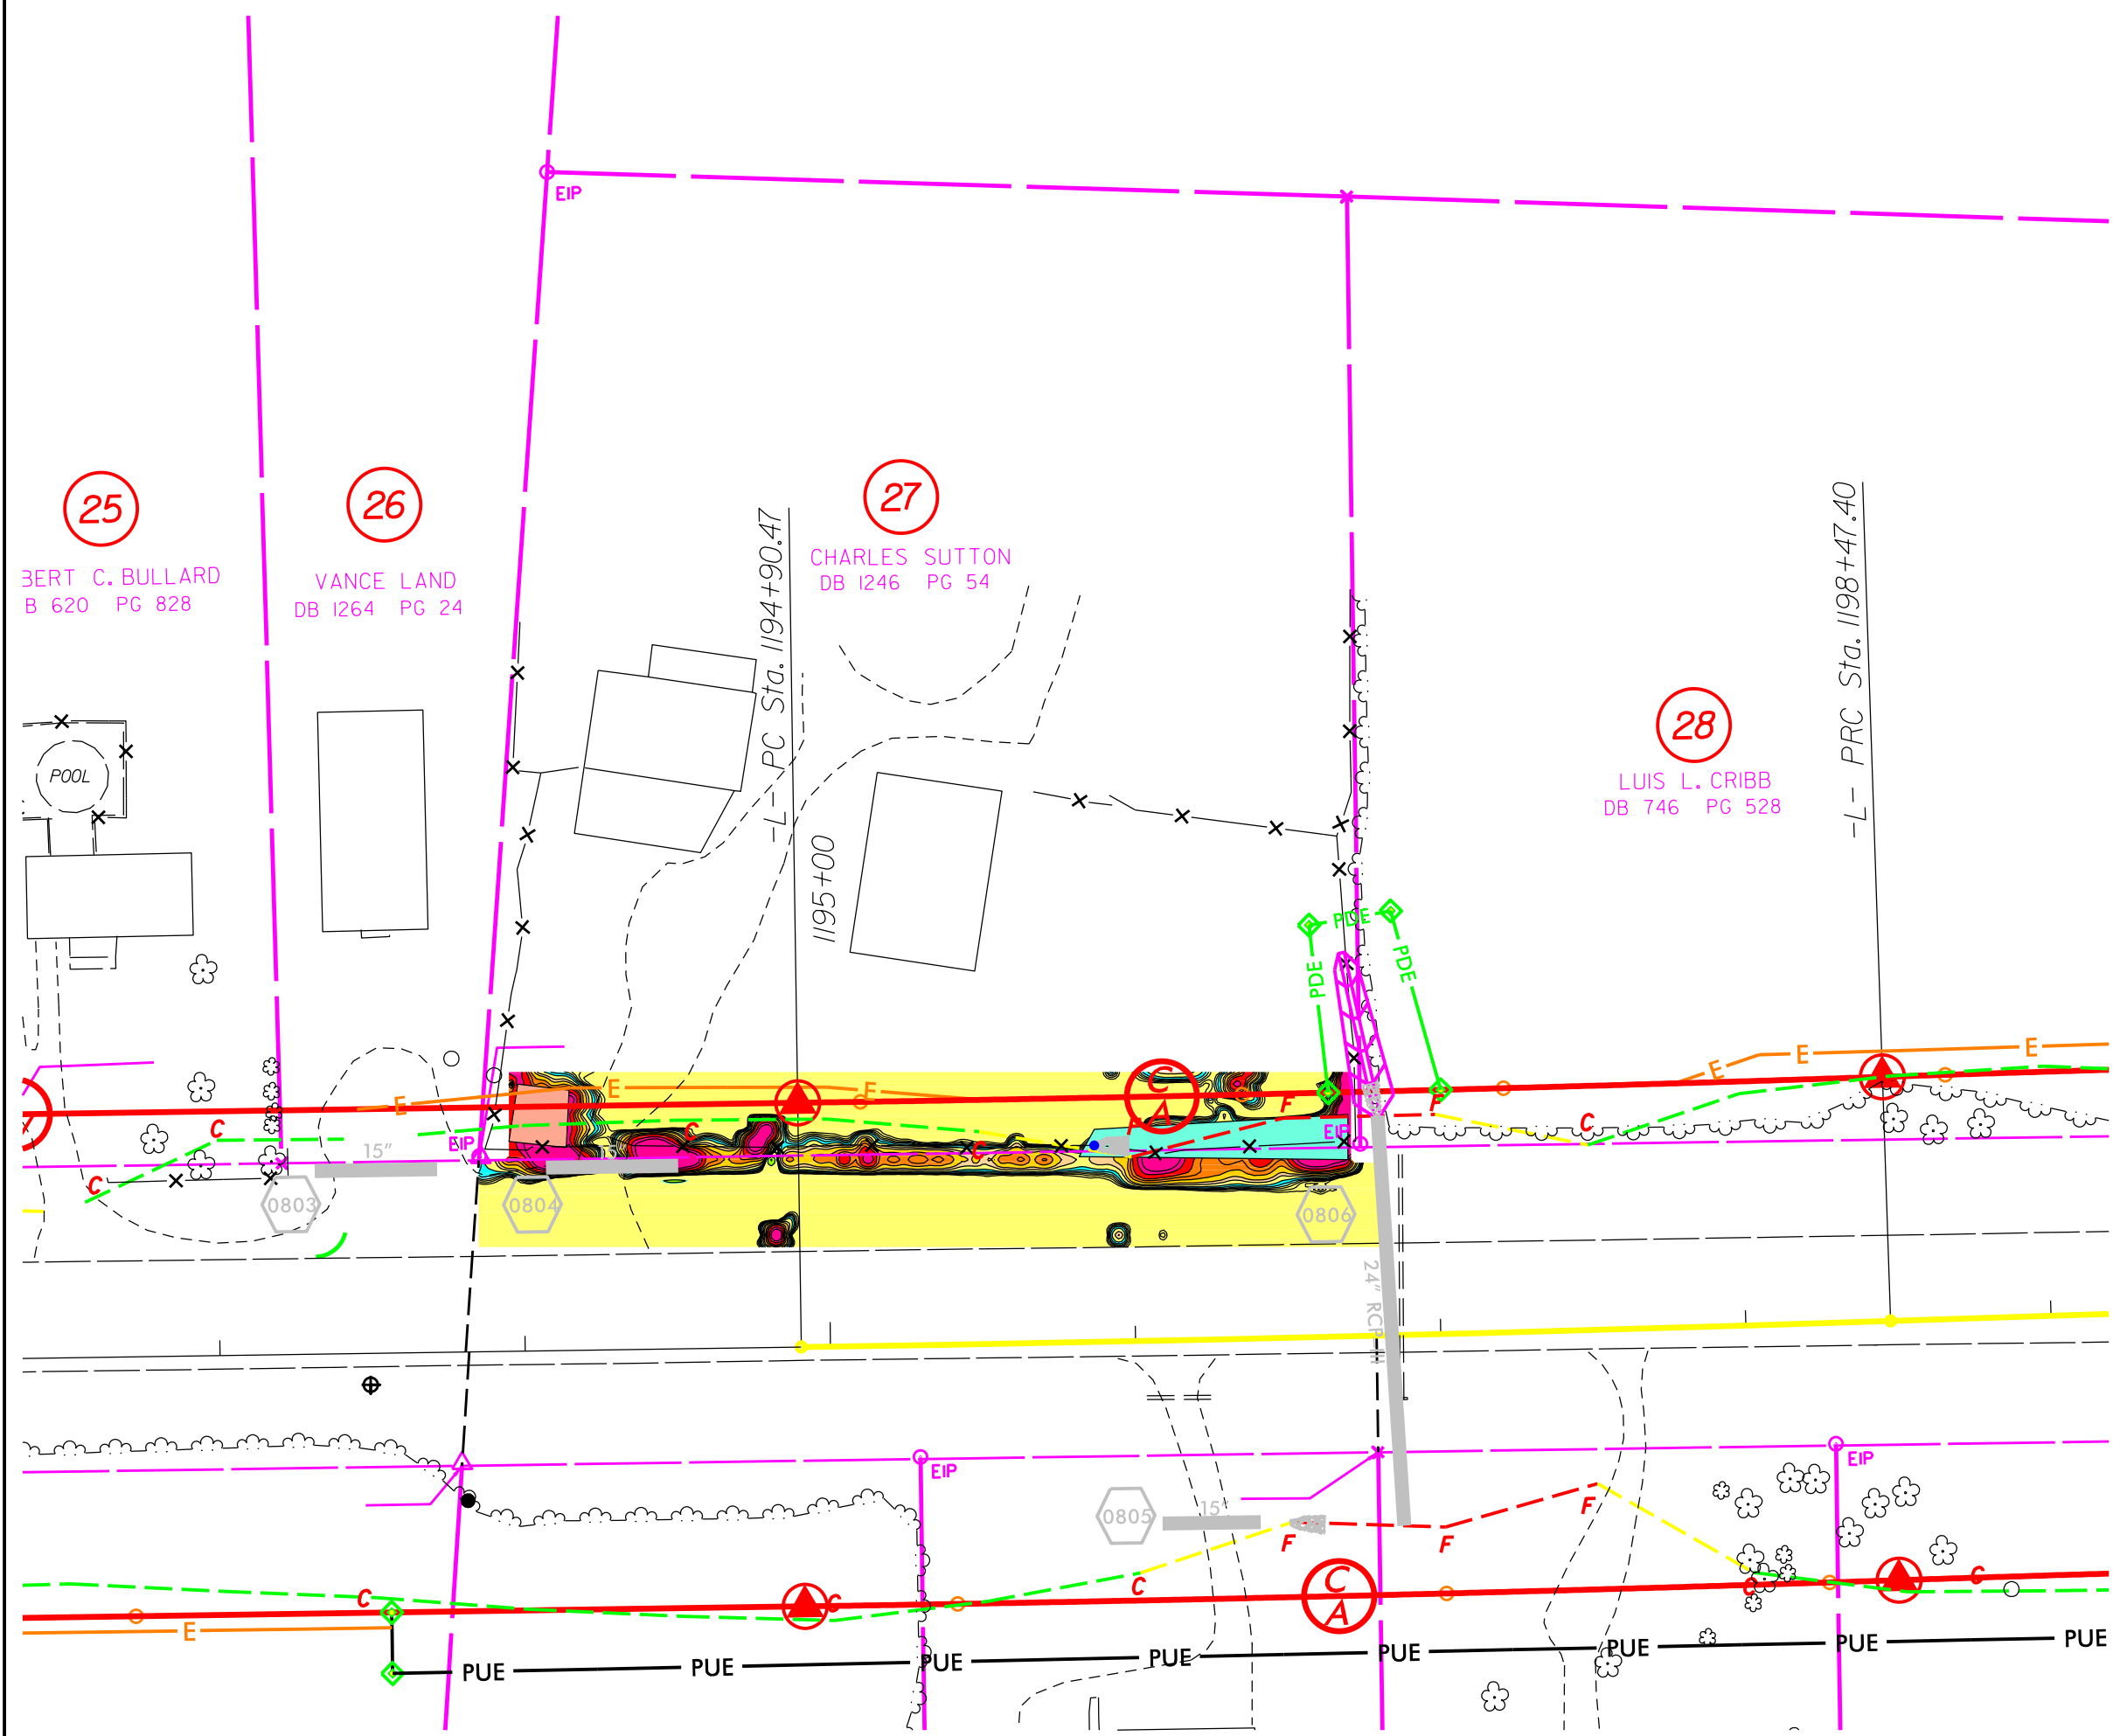 EIP
25
BERT C. BULLARD
B 620 PG 828
26
VANCE LAND
DB 1264 PG 24
27
CHARLES SUTTON
DB 1246 PG 54
-L- PC Sta. 1194+90.47
1195+00
28
LUIS L. CRIBB
DB 746 PG 528
-L- PRC Sta. 1198+47.40
POOL
PDE
PDE
PDE
E
E
E
E
E
E
C
A
F
F
F
C
C
C
C
C
EIP
EIP
15"
15"
0803
0804
0806
24" RCP III
EIP
EIP
0805
15"
F
F
F
C
C
C
C
C
C
A
E
PUE
PUE
PUE
PUE
PUE
PUE
PUE
PUE